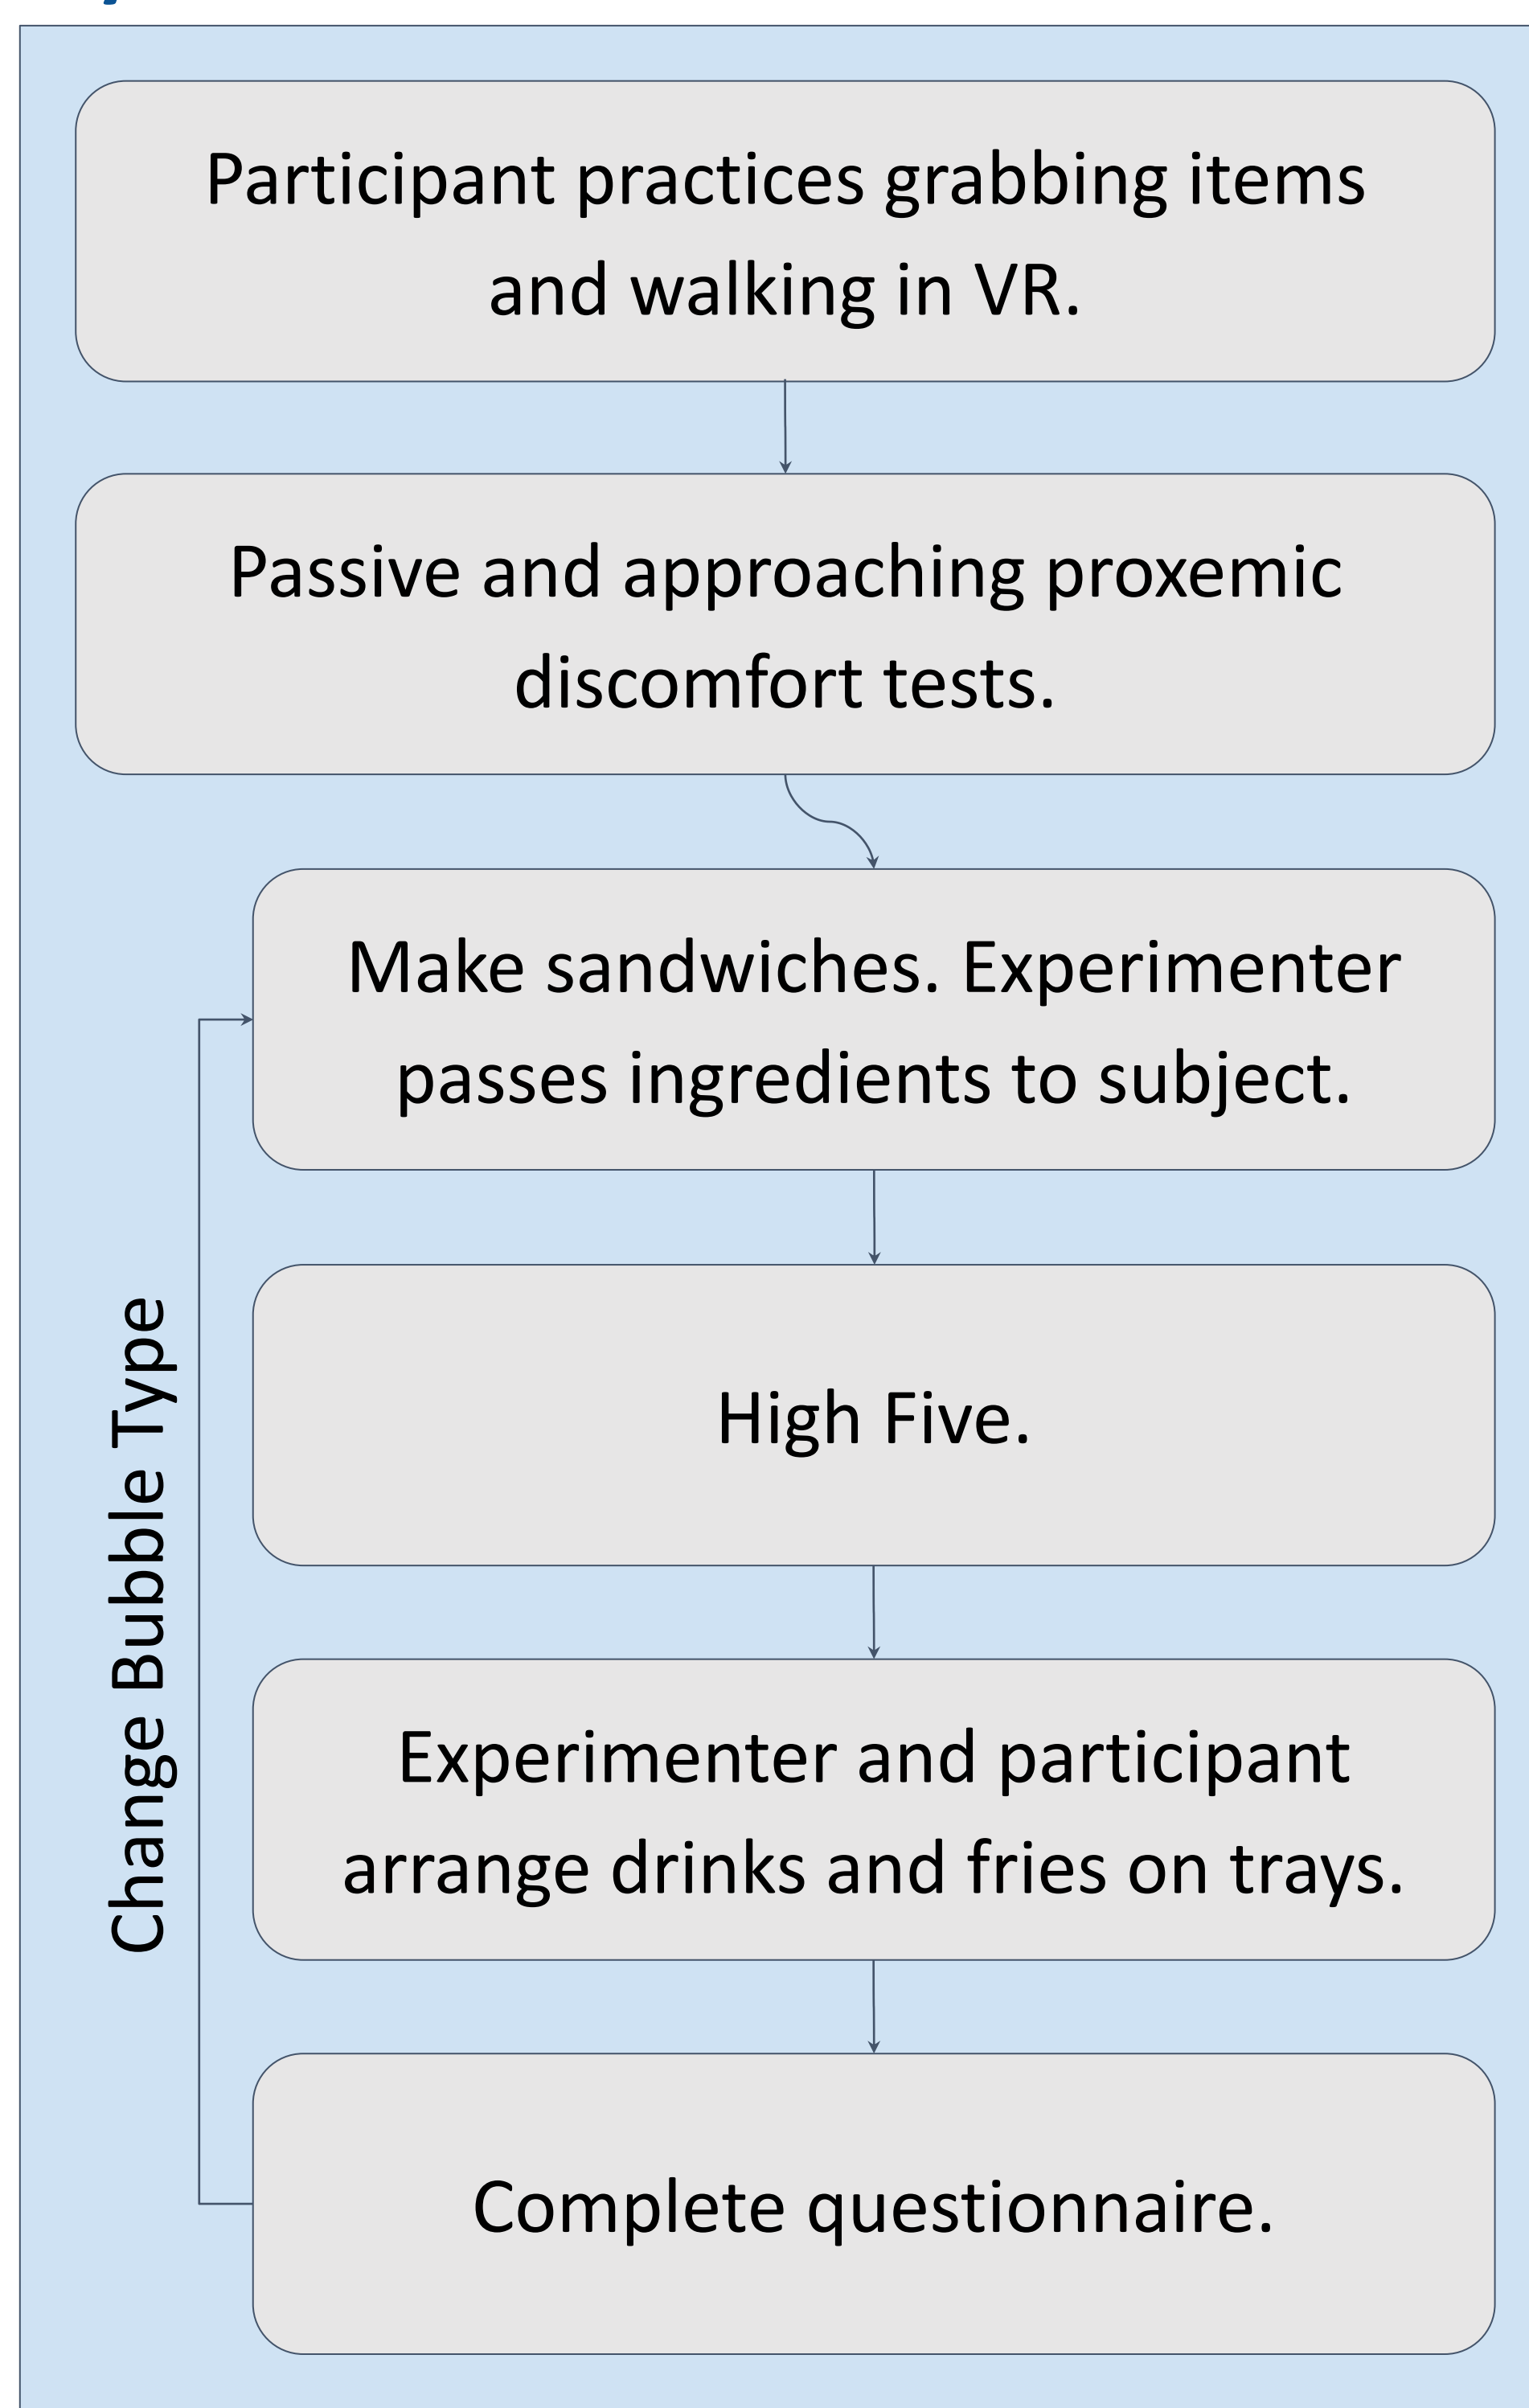 Participant practices grabbing items
and walking in VR.
Passive and approaching proxemic
discomfort tests.
Make sandwiches. Experimenter
passes ingredients to subject.
High Five.
Experimenter and participant
arrange drinks and fries on trays.
Complete questionnaire.
Change Bubble Type